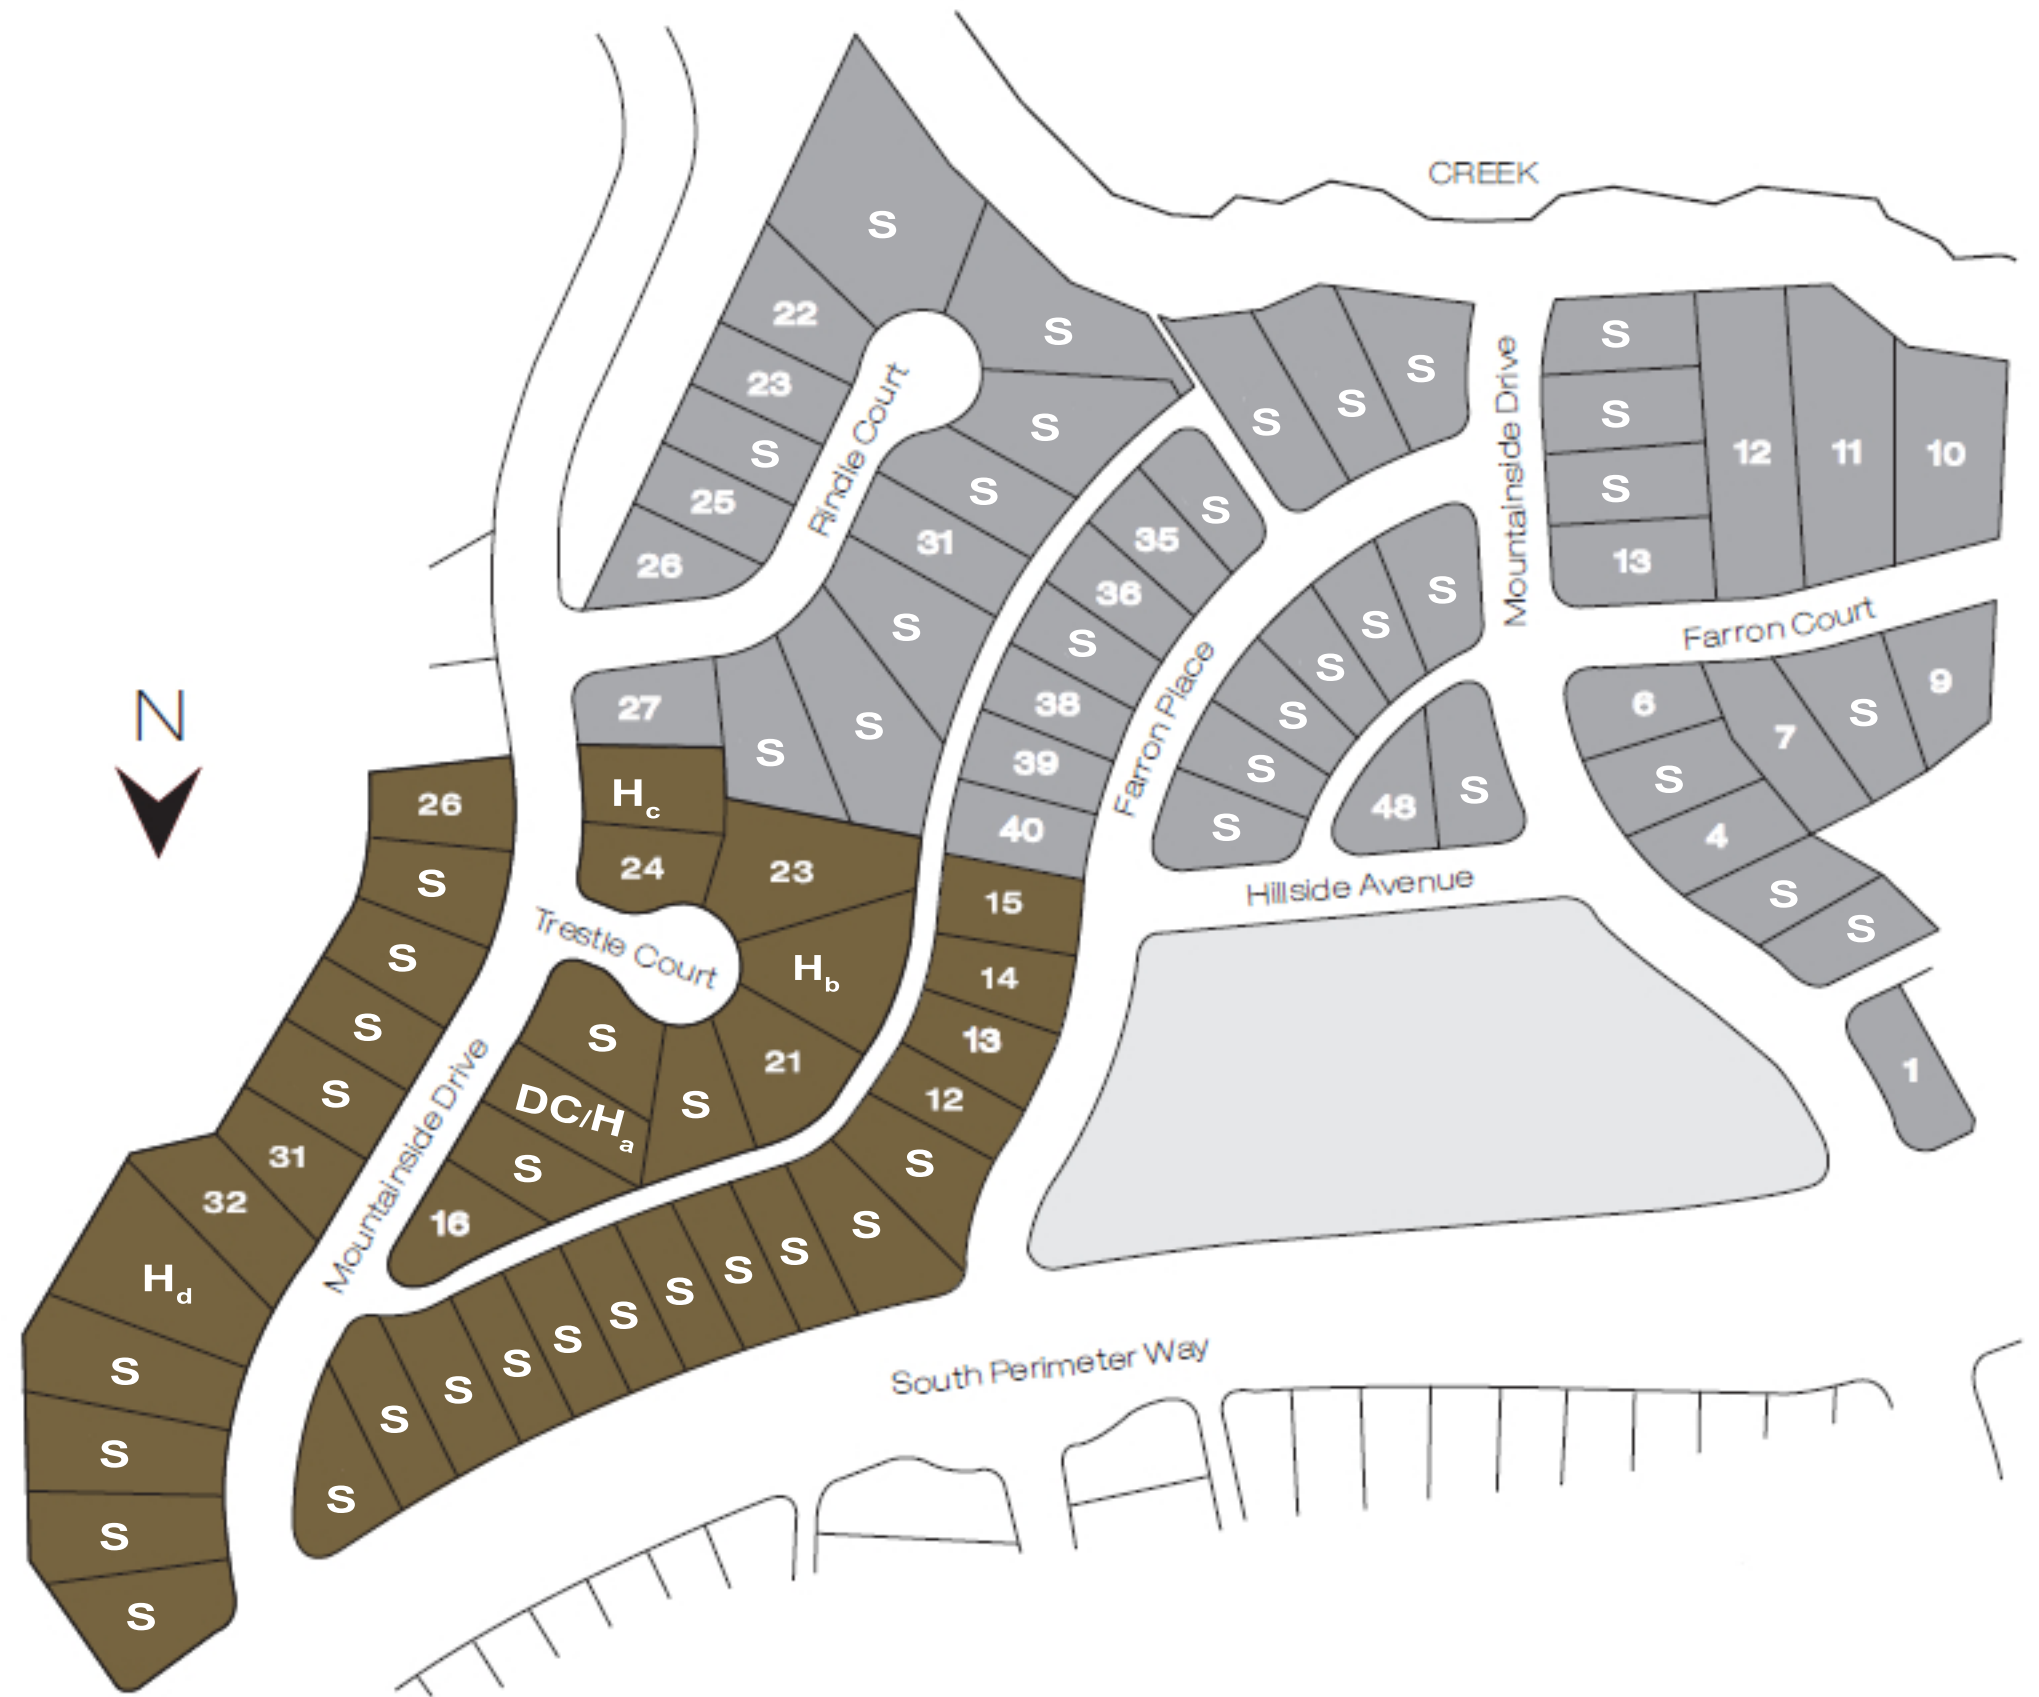 CREEK
S
22
S
23
S
S
25
S
26
31
Rindle Court
S
S
S
27
S
S
S
Mountainside Drive
S
S
S
13
12
11
10
Farron Court
S
35
36
S
38
39
40
Farron Place
S
S
S
S
S
S
48
S
Hillside Avenue
6
7
S
9
S
4
S
S
1
N
26
S
S
S
S
31
32
Hd
S
S
S
S
Hc
24
23
Trestle Court
Hb
S
21
DC/Ha
S
S
16
Mountainside Drive
15
14
13
12
S
S
S
S
S
S
S
S
S
S
S
South Perimeter Way